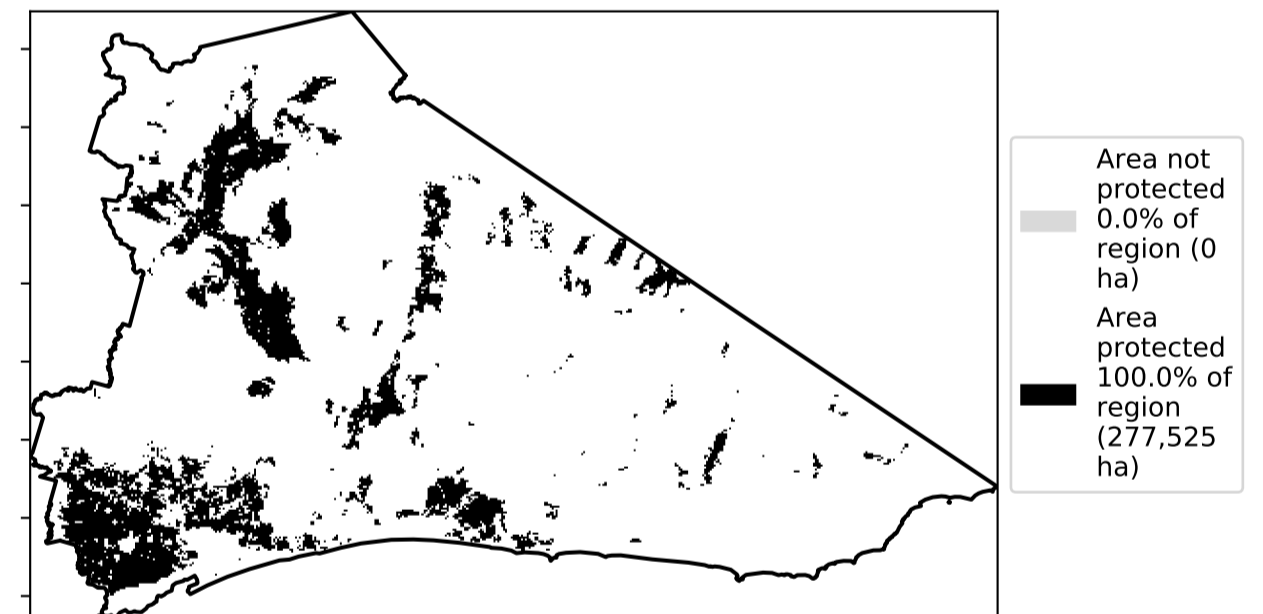 Area not
protected
0.0% of
region (0
ha)
Area
protected
100.0% of
region
(277,525
ha)